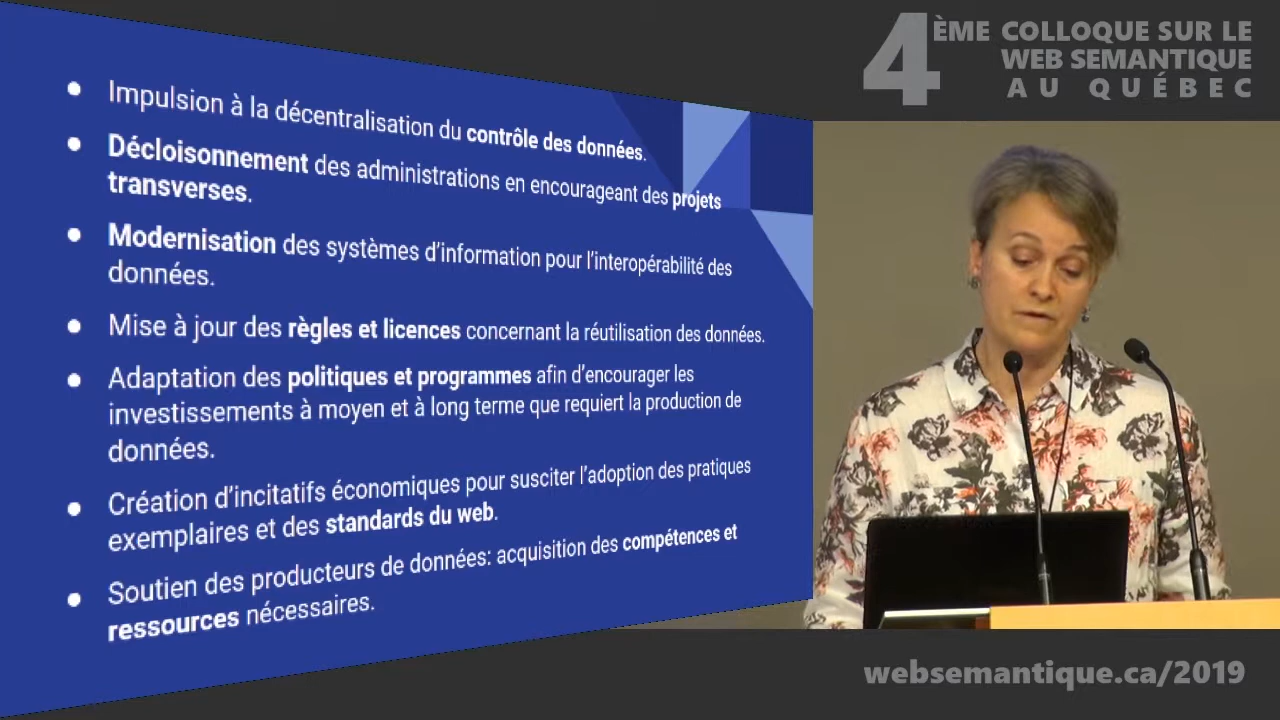 Impulsion à la décentralisation du contrôle des données.
Décloisonnement des administrations en encourageant des projets
transverses.
Modernisation des systèmes d'information pour l'interopérabilité des
données.
Mise à jour des règles et licences concernant la réutilisation des données.
Adaptation des politiques et programmes afin d'encourager les
investissements à moyen et à long terme que requiert la production de
données.
Création d'incitatifs économiques pour susciter l'adoption des pratiques
exemplaires et des standards du web.
Soutien des producteurs de données: acquisition des compétences et
ressources nécessaires.
4ÈME COLLOQUE SUR LE
WEB SEMANTIQUE
AU QUÉBEC
websemantique.ca/2019